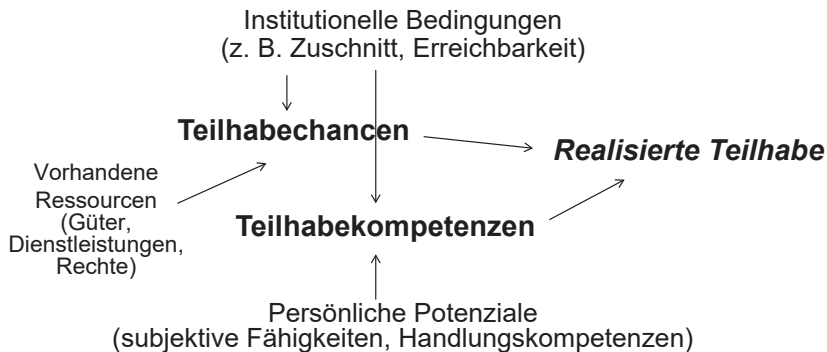 Institutionelle Bedingungen
(z. B. Zuschnitt, Erreichbarkeit)
Teilhabechancen
Realisierte Teilhabe
Vorhandene
Ressourcen
(Güter,
Dienstleistungen,
Rechte)
Teilhabekompetenzen
Persönliche Potenziale
(subjektive Fähigkeiten, Handlungskompetenzen)